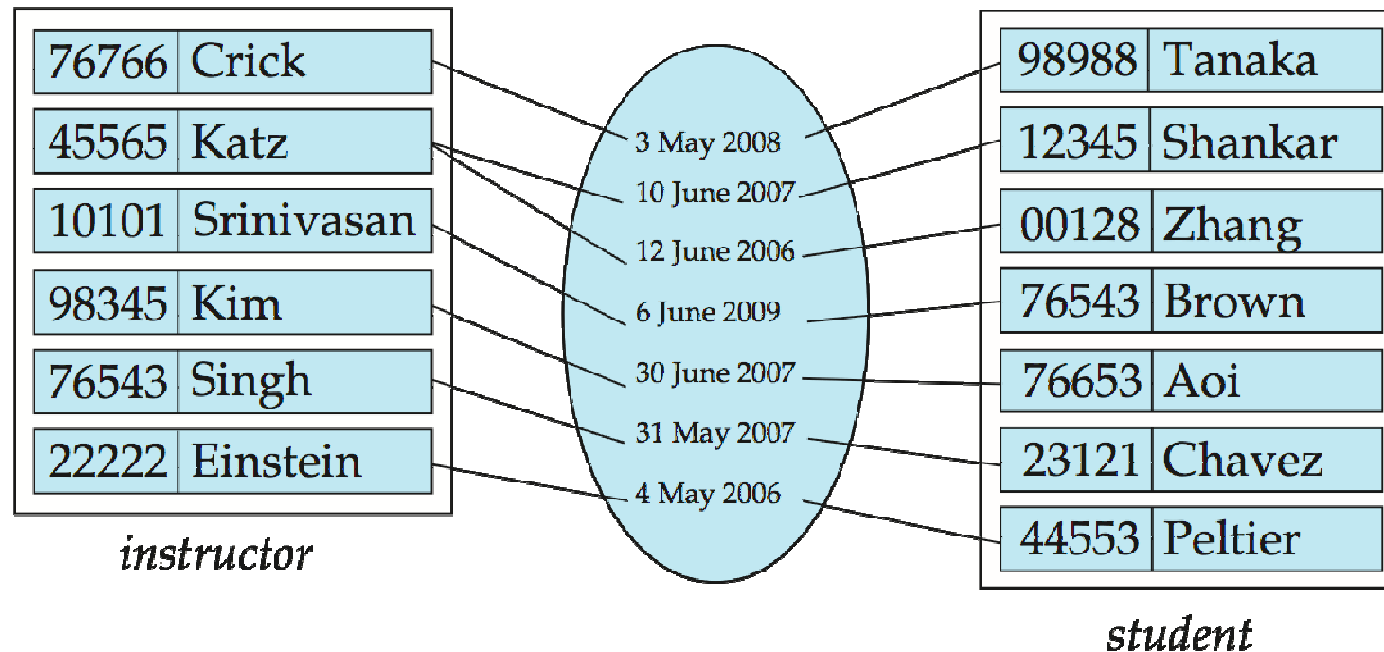 76766 Crick
45565 Katz
10101 Srinivasan
98345 Kim
76543 Singh
22222 Einstein
instructor
3 May 2008
10 June 2007
12 June 2006
6 June 2009
30 June 2007
31 May 2007
4 May 2006
98988 Tanaka
12345 Shankar
00128 Zhang
76543 Brown
76653 Aoi
23121 Chavez
44553 Peltier
student